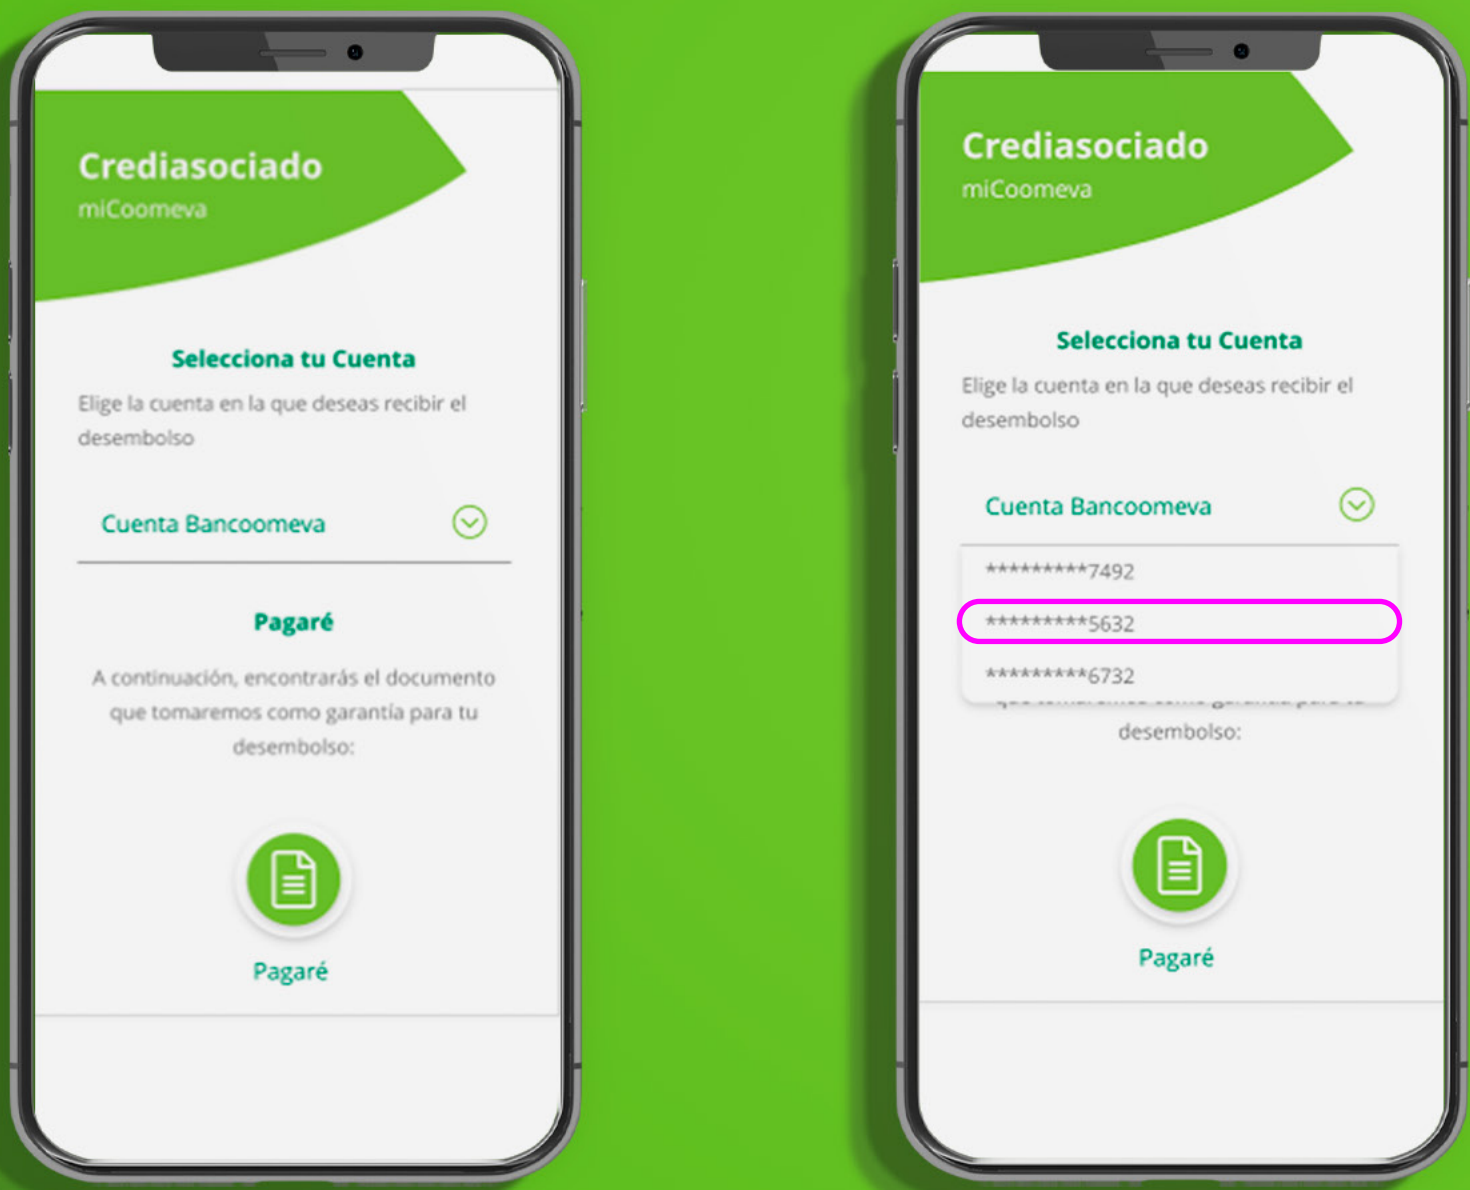 Crediasociado
miCoomeva
Selecciona tu Cuenta
Elige la cuenta en la que deseas recibir el
desembolso
Cuenta Bancoomeva
Pagaré
A continuación, encontrarás el documento
que tomaremos como garantía para tu
desembolso:
Pagaré
Crediasociado
miCoomeva
Selecciona tu Cuenta
Elige la cuenta en la que deseas recibir el
desembolso
Cuenta Bancoomeva
*********7492
*********5632
*********6732
desembolso:
Pagaré